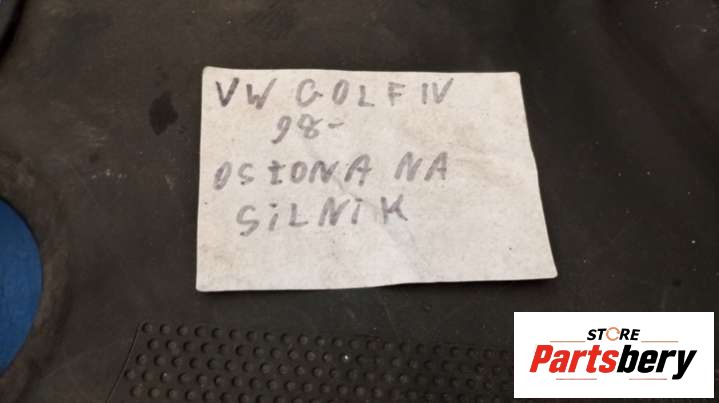 VW GOLF IV
98-
OSŁONA NA
SiLNiK
STORE
Partsbery